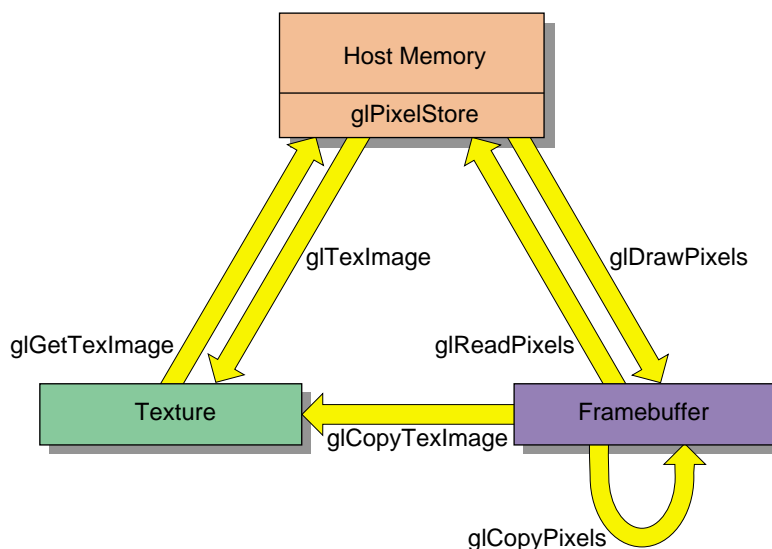 Host Memory
glPixelStore
glTexImage
glDrawPixels
glGetTexImage
glReadPixels
Texture
Framebuffer
glCopyTexImage
glCopyPixels